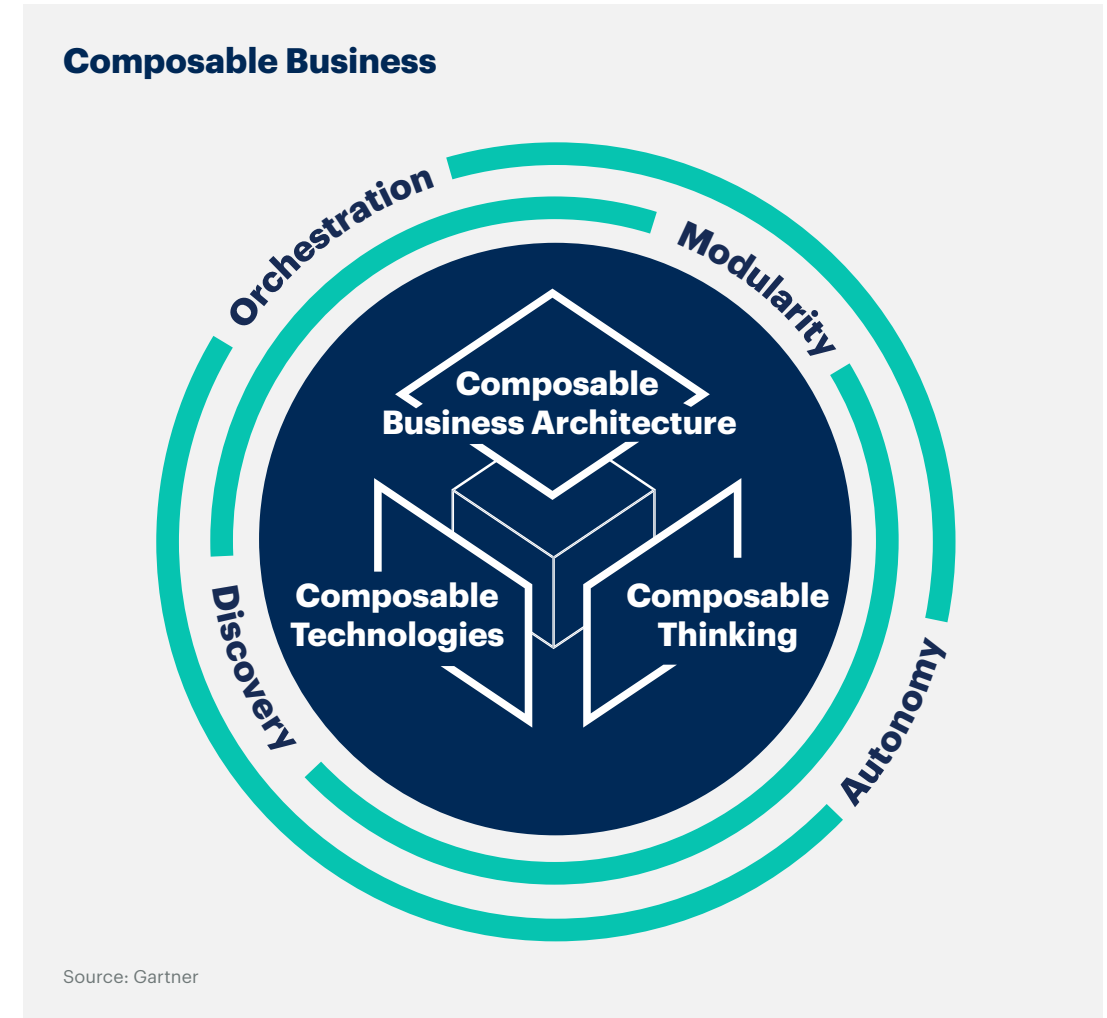 Composable Business
Orchestration
Modularity
Composable
Business Architecture
Composable
Technologies
Composable
Thinking
Discovery
Autonomy
Source: Gartner